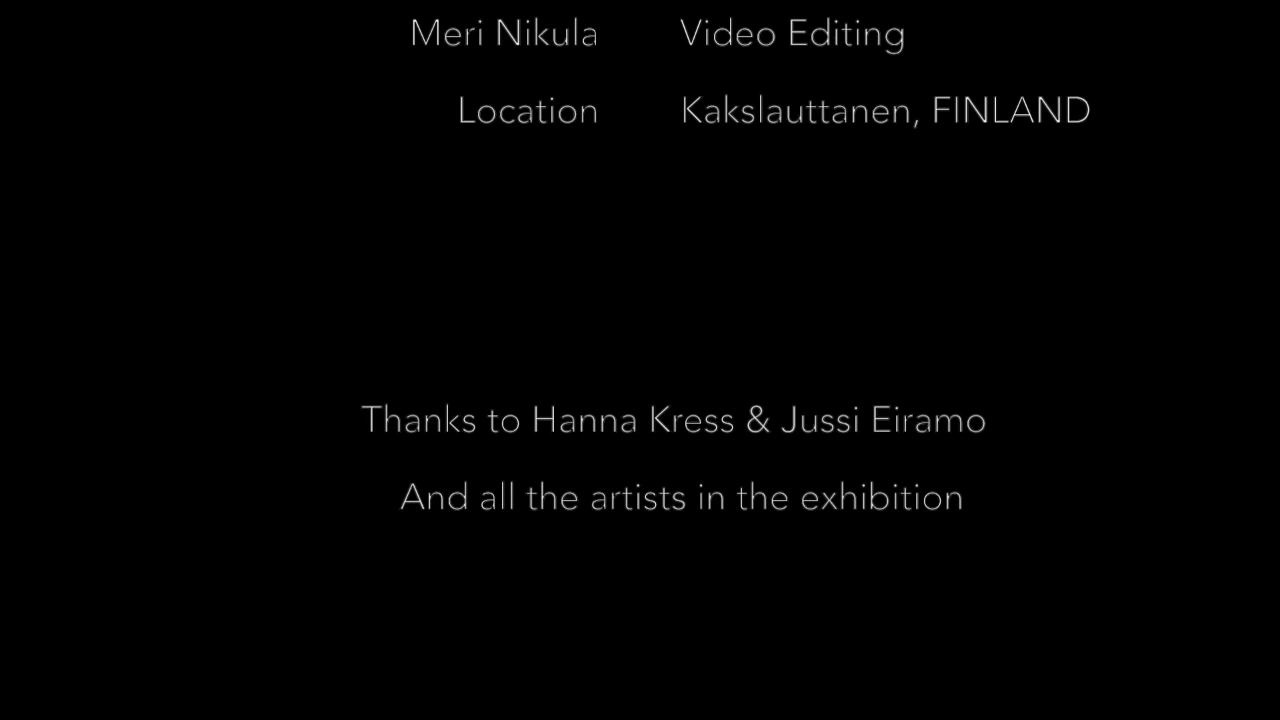 Meri Nikula Video Editing
Location Kakslauttanen, FINLAND
Thanks to Hanna Kress & Jussi Eiramo
And all the artists in the exhibition